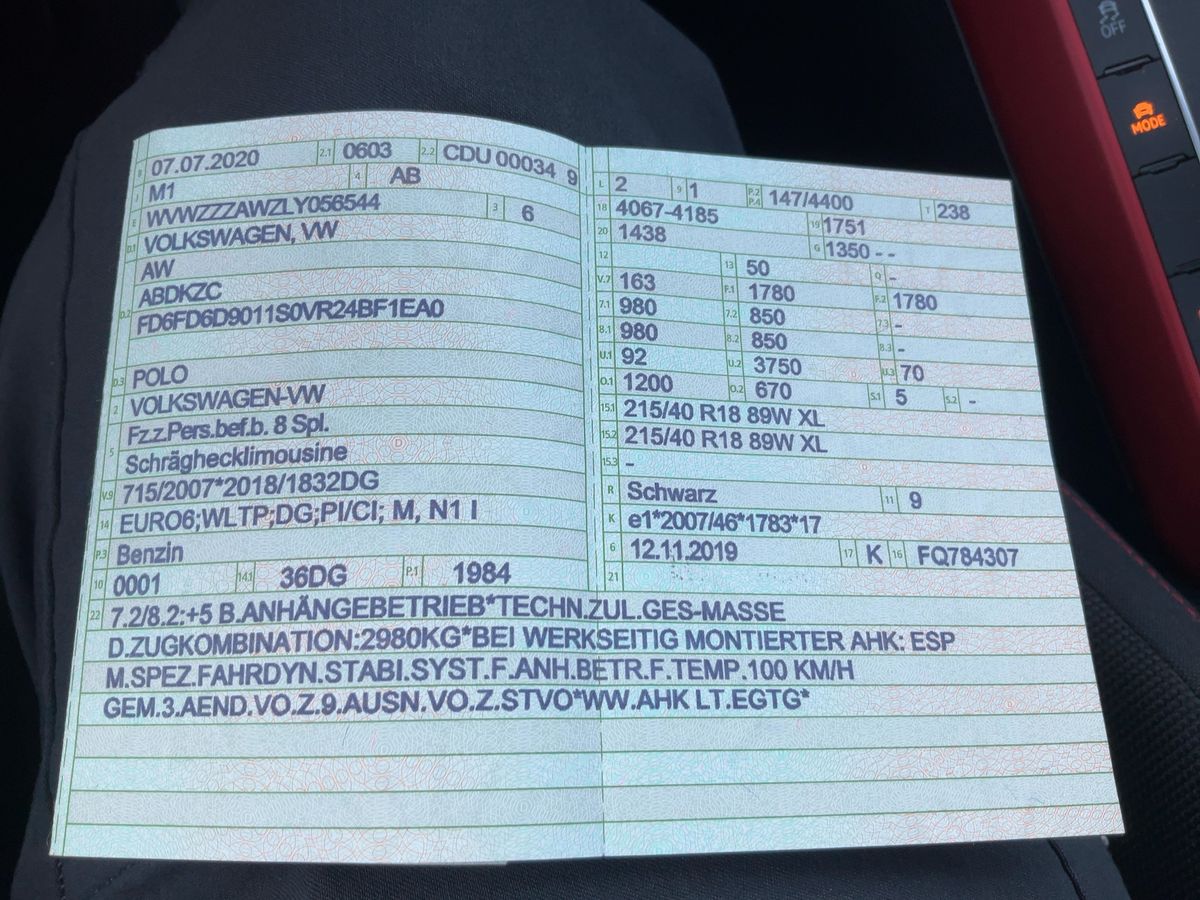 B 07.07.2020 2.1 0603 2.2 CDU 00034 9
J M1 4 AB
E WVWZZZAWZLY056544 3 6
D.1 VOLKSWAGEN, VW
AW
ABDKZC
D.2 FD6FD6D9011S0VR24BF1EA0
D.3 POLO
2 VOLKSWAGEN-VW
Fz.z.Pers.bef.b. 8 Spl.
5 Schräghecklimousine
V.9 715/2007*2018/1832DG
14 EURO6;WLTP;DG;PI/CI; M, N1 I
P.3 Benzin
10 0001 14.1 36DG P.1 1984
L 2 9 1 P.2 P.4 147/4400 T 238
18 4067-4185 19 1751
20 1438 G 1350 - -
12 13 50 Q -
V.7 163 F.1 1780 F.2 1780
7.1 980 7.2 850 7.3 -
8.1 980 8.2 850 8.3 -
U.1 92 U.2 3750 U.3 70
O.1 1200 O.2 670 S.1 5 S.2 -
15.1 215/40 R18 89W XL
15.2 215/40 R18 89W XL
15.3 -
R Schwarz 11 9
K e1*2007/46*1783*17
6 12.11.2019 17 K 16 FQ784307
21
22 7.2/8.2:+5 B.ANHÄNGEBETRIEB*TECHN.ZUL.GES-MASSE
D.ZUGKOMBINATION:2980KG*BEI WERKSEITIG MONTIERTER AHK: ESP
M.SPEZ.FAHRDYN.STABI.SYST.F.ANH.BETR.F.TEMP.100 KM/H
GEM.3.AEND.VO.Z.9.AUSN.VO.Z.STVO*WW.AHK LT.EGTG*
OFF
MODE